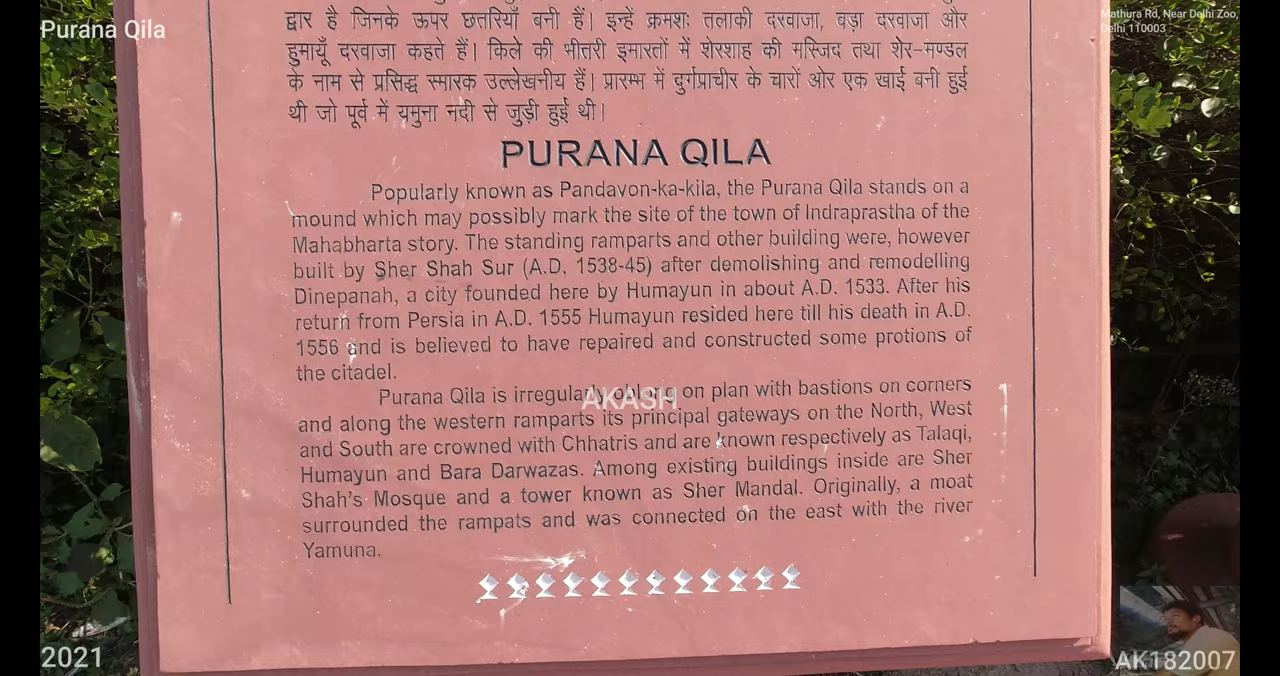 Purana Qila
Mathura Rd, Near Delhi Zoo,
Delhi 110003
द्वार है जिनके ऊपर छतरियाँ बनी हैं। इन्हें क्रमशः तलाकी दरवाजा, बड़ा दरवाजा और
हुमायूँ दरवाजा कहते हैं। किले की भीतरी इमारतों में शेरशाह की मस्जिद तथा शेर-मण्डल
के नाम से प्रसिद्ध स्मारक उल्लेखनीय हैं। प्रारम्भ में दुर्गप्राचीर के चारों ओर एक खाई बनी हुई
थी जो पूर्व में यमुना नदी से जुड़ी हुई थी।
PURANA QILA
Popularly known as Pandavon-ka-kila, the Purana Qila stands on a
mound which may possibly mark the site of the town of Indraprastha of the
Mahabharta story. The standing ramparts and other building were, however
built by Sher Shah Sur (A.D. 1538-45) after demolishing and remodelling
Dinepanah, a city founded here by Humayun in about A.D. 1533. After his
return from Persia in A.D. 1555 Humayun resided here till his death in A.D.
1556 and is believed to have repaired and constructed some protions of
the citadel.
Purana Qila is irregularly oblong on plan with bastions on corners
and along the western ramparts its principal gateways on the North, West
and South are crowned with Chhatris and are known respectively as Talaqi,
Humayun and Bara Darwazas. Among existing buildings inside are Sher
Shah's Mosque and a tower known as Sher Mandal. Originally, a moat
surrounded the rampats and was connected on the east with the river
Yamuna.
AKASH
2021
AK182007